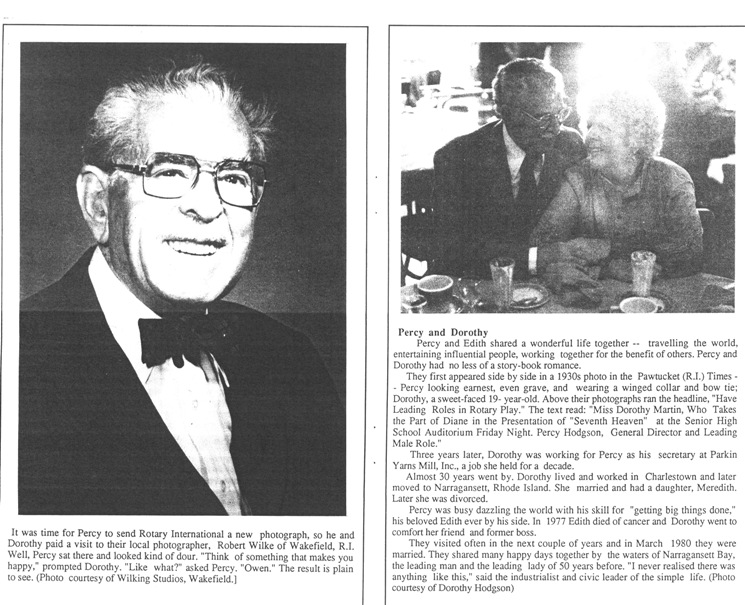 It was time for Percy to send Rotary International a new photograph, so he and
Dorothy paid a visit to their local photographer, Robert Wilke of Wakefield, R.I.
Well, Percy sat there and looked kind of dour. "Think of something that makes you
happy," prompted Dorothy. "Like what?" asked Percy. "Owen." The result is plain
to see. (Photo courtesy of Wilking Studios, Wakefield.]
Percy and Dorothy
Percy and Edith shared a wonderful life together -- travelling the world,
entertaining influential people, working together for the benefit of others. Percy and
Dorothy had no less of a story-book romance.
They first appeared side by side in a 1930s photo in the Pawtucket (R.I.) Times -
- Percy looking earnest, even grave, and wearing a winged collar and bow tie;
Dorothy, a sweet-faced 19- year-old. Above their photographs ran the headline, "Have
Leading Roles in Rotary Play." The text read: "Miss Dorothy Martin, Who Takes
the Part of Diane in the Presentation of "Seventh Heaven" at the Senior High
School Auditorium Friday Night. Percy Hodgson, General Director and Leading
Male Role."
Three years later, Dorothy was working for Percy as his secretary at Parkin
Yarns Mill, Inc., a job she held for a decade.
Almost 30 years went by. Dorothy lived and worked in Charlestown and later
moved to Narragansett, Rhode Island. She married and had a daughter, Meredith.
Later she was divorced.
Percy was busy dazzling the world with his skill for "getting big things done,"
his beloved Edith ever by his side. In 1977 Edith died of cancer and Dorothy went to
comfort her friend and former boss.
They visited often in the next couple of years and in March 1980 they were
married. They shared many happy days together by the waters of Narragansett Bay,
the leading man and the leading lady of 50 years before. "I never realised there was
anything like this," said the industrialist and civic leader of the simple life. (Photo
courtesy of Dorothy Hodgson)